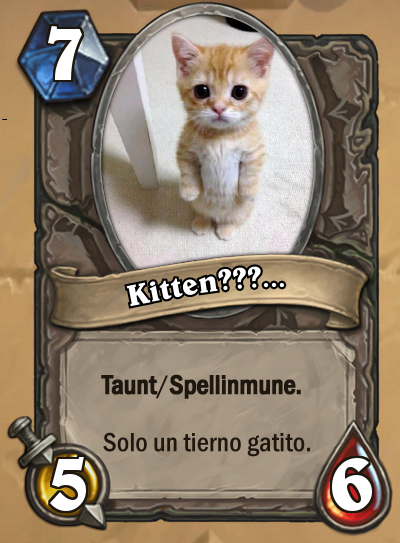 7
Kitten???...
Taunt/Spellinmune.
Solo un tierno gatito.
5
6